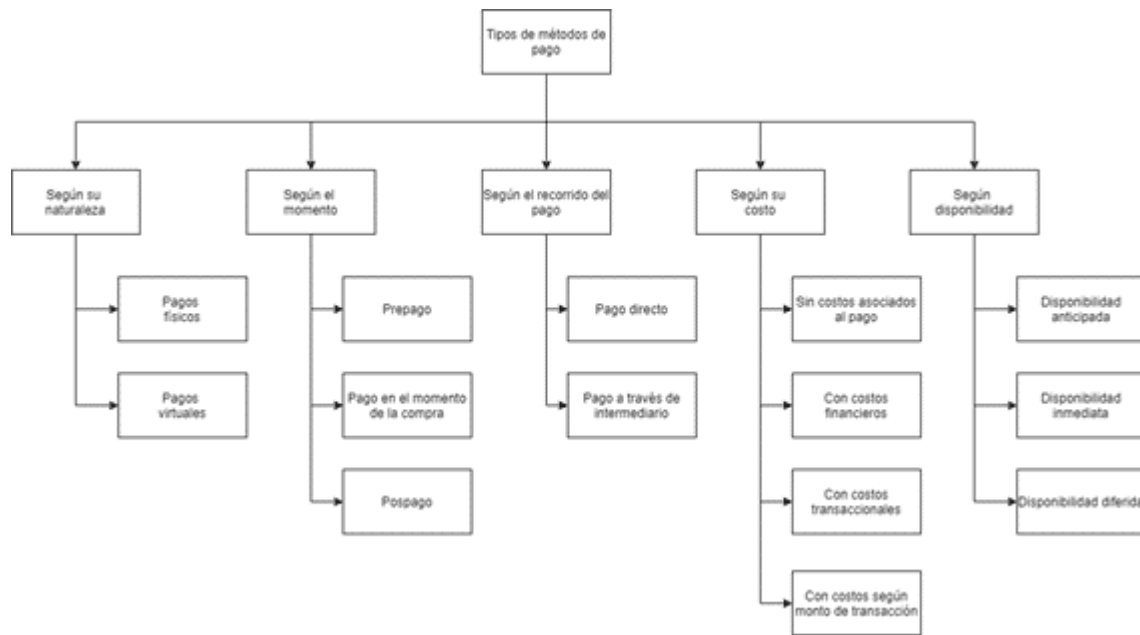 Tipos de métodos de
pago
Según su
naturaleza
Según el
momento
Según el recorrido del
pago
Según su
costo
Según
disponibilidad
Pagos
físicos
Prepago
Pago directo
Sin costos asociados
al pago
Disponibilidad
anticipada
Pagos
virtuales
Pago en el momento
de la compra
Pago a través de
intermediario
Con costos
financieros
Disponibilidad
inmediata
Pospago
Con costos
transaccionales
Disponibilidad diferida
Con costos según
monto de transacción